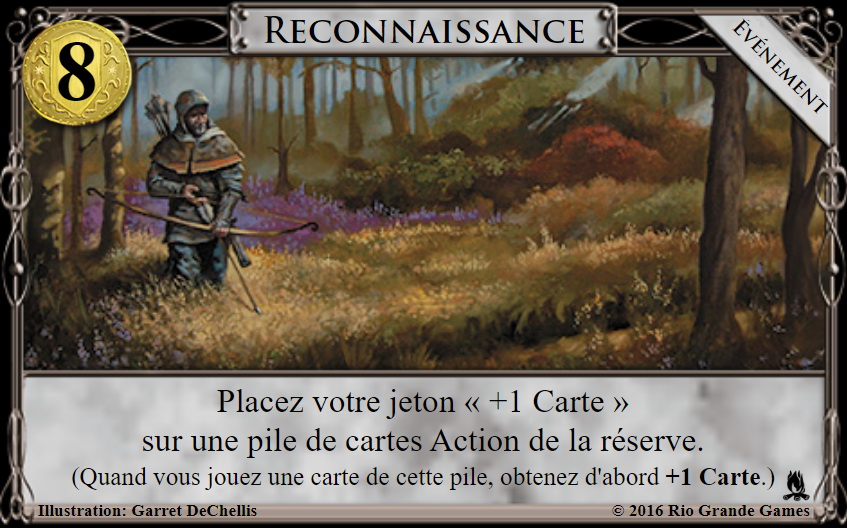 8
RECONNAISSANCE
ÉVÉNEMENT
Placez votre jeton « +1 Carte »
sur une pile de cartes Action de la réserve.
(Quand vous jouez une carte de cette pile, obtenez d'abord +1 Carte.)
Illustration: Garret DeChellis
© 2016 Rio Grande Games